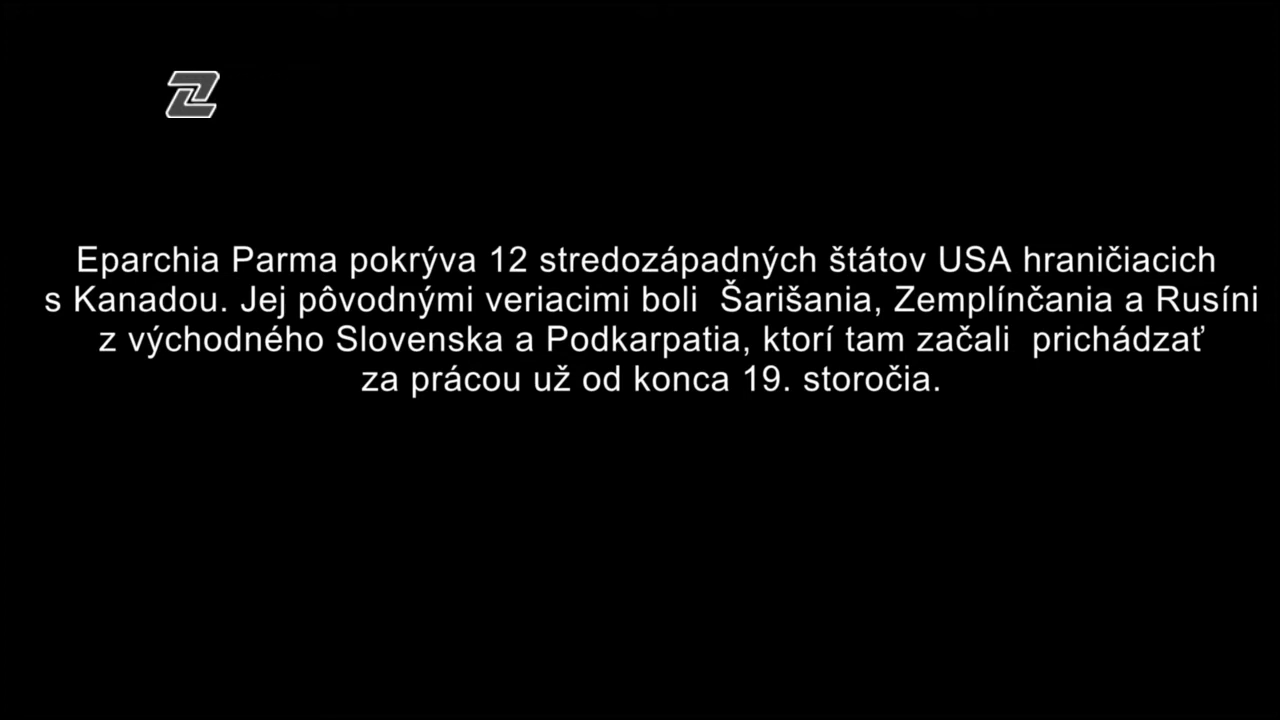 Eparchia Parma pokrýva 12 stredozápadných štátov USA hraničiacich
s Kanadou. Jej pôvodnými veriacimi boli  Šarišania, Zemplínčania a Rusíni
z východného Slovenska a Podkarpatia, ktorí tam začali  prichádzať
za prácou už od konca 19. storočia.